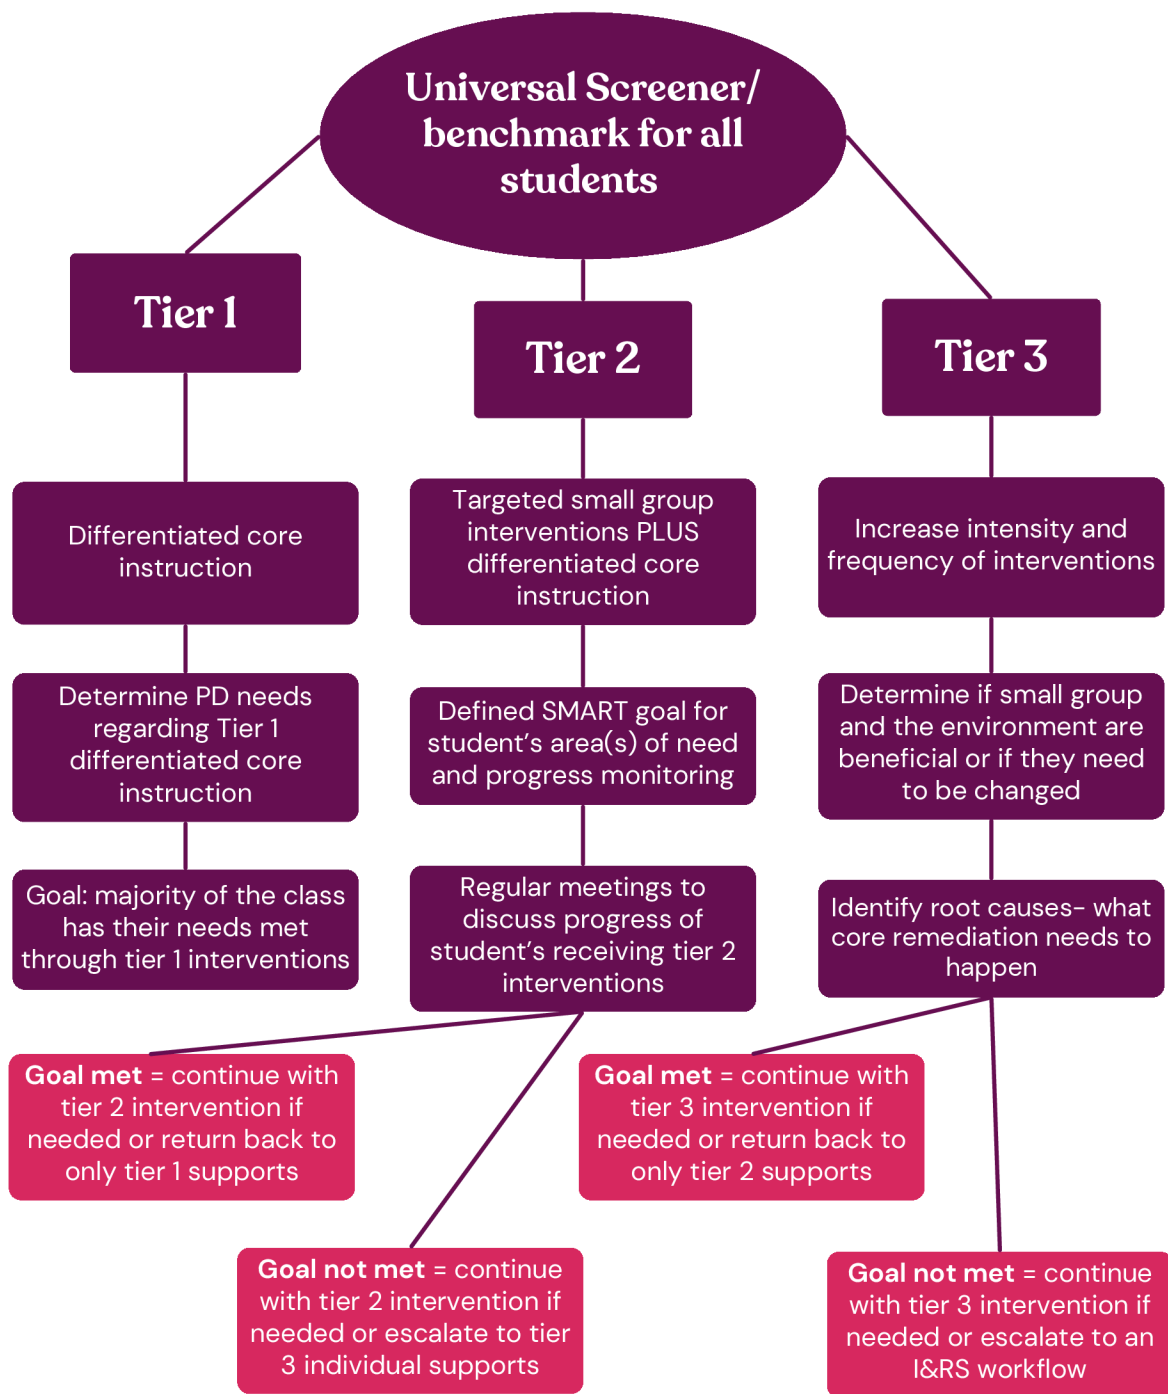 Universal Screener/
benchmark for all
students
Tier 1
Differentiated core
instruction
Determine PD needs
regarding Tier 1
differentiated core
instruction
Goal: majority of the class
has their needs met
through tier 1 interventions
Tier 2
Targeted small group
interventions PLUS
differentiated core
instruction
Defined SMART goal for
student’s area(s) of need
and progress monitoring
Regular meetings to
discuss progress of
student’s receiving tier 2
interventions
Goal met = continue with
tier 2 intervention if
needed or return back to
only tier 1 supports
Goal not met = continue
with tier 2 intervention if
needed or escalate to tier
3 individual supports
Tier 3
Increase intensity and
frequency of interventions
Determine if small group
and the environment are
beneficial or if they need
to be changed
Identify root causes- what
core remediation needs to
happen
Goal met = continue with
tier 3 intervention if
needed or return back to
only tier 2 supports
Goal not met = continue
with tier 3 intervention if
needed or escalate to an
I&RS workflow